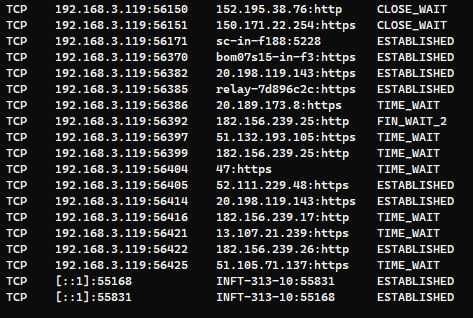 TCP 192.168.3.119:56150 152.195.38.76:http CLOSE_WAIT
TCP 192.168.3.119:56151 150.171.22.254:https CLOSE_WAIT
TCP 192.168.3.119:56171 sc-in-f188:5228 ESTABLISHED
TCP 192.168.3.119:56370 bom07s15-in-f3:https ESTABLISHED
TCP 192.168.3.119:56382 20.198.119.143:https ESTABLISHED
TCP 192.168.3.119:56385 relay-7d896c2c:https ESTABLISHED
TCP 192.168.3.119:56386 20.189.173.8:https TIME_WAIT
TCP 192.168.3.119:56392 182.156.239.25:http FIN_WAIT_2
TCP 192.168.3.119:56397 51.132.193.105:https TIME_WAIT
TCP 192.168.3.119:56399 182.156.239.25:http TIME_WAIT
TCP 192.168.3.119:56404 47:https TIME_WAIT
TCP 192.168.3.119:56405 52.111.229.48:https ESTABLISHED
TCP 192.168.3.119:56414 20.198.119.143:https ESTABLISHED
TCP 192.168.3.119:56416 182.156.239.17:http TIME_WAIT
TCP 192.168.3.119:56421 13.107.21.239:https TIME_WAIT
TCP 192.168.3.119:56422 182.156.239.26:http ESTABLISHED
TCP 192.168.3.119:56425 51.105.71.137:https TIME_WAIT
TCP [::1]:55168 INFT-313-10:55831 ESTABLISHED
TCP [::1]:55831 INFT-313-10:55168 ESTABLISHED